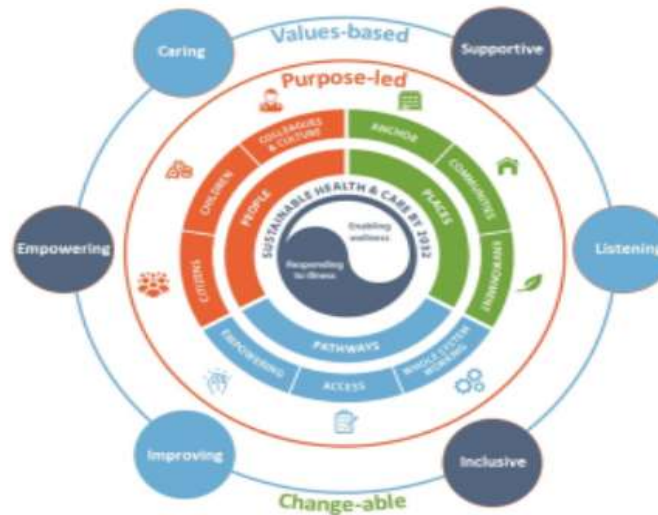 Values-based
Caring
Supportive
Purpose-led
COLLEAGUES
& CULTURE
ANCHOR
CHILDREN
COMMUNITIES
PEOPLE
PLACES
SUSTAINABLE HEALTH & CARE BY 2032
Enabling
wellness
Responding
to illness
Empowering
Listening
CITIZENS
ENVIRONMENT
PATHWAYS
EMPOWERING
ACCESS
WHOLE SYSTEM
WORKING
Improving
Inclusive
Change-able